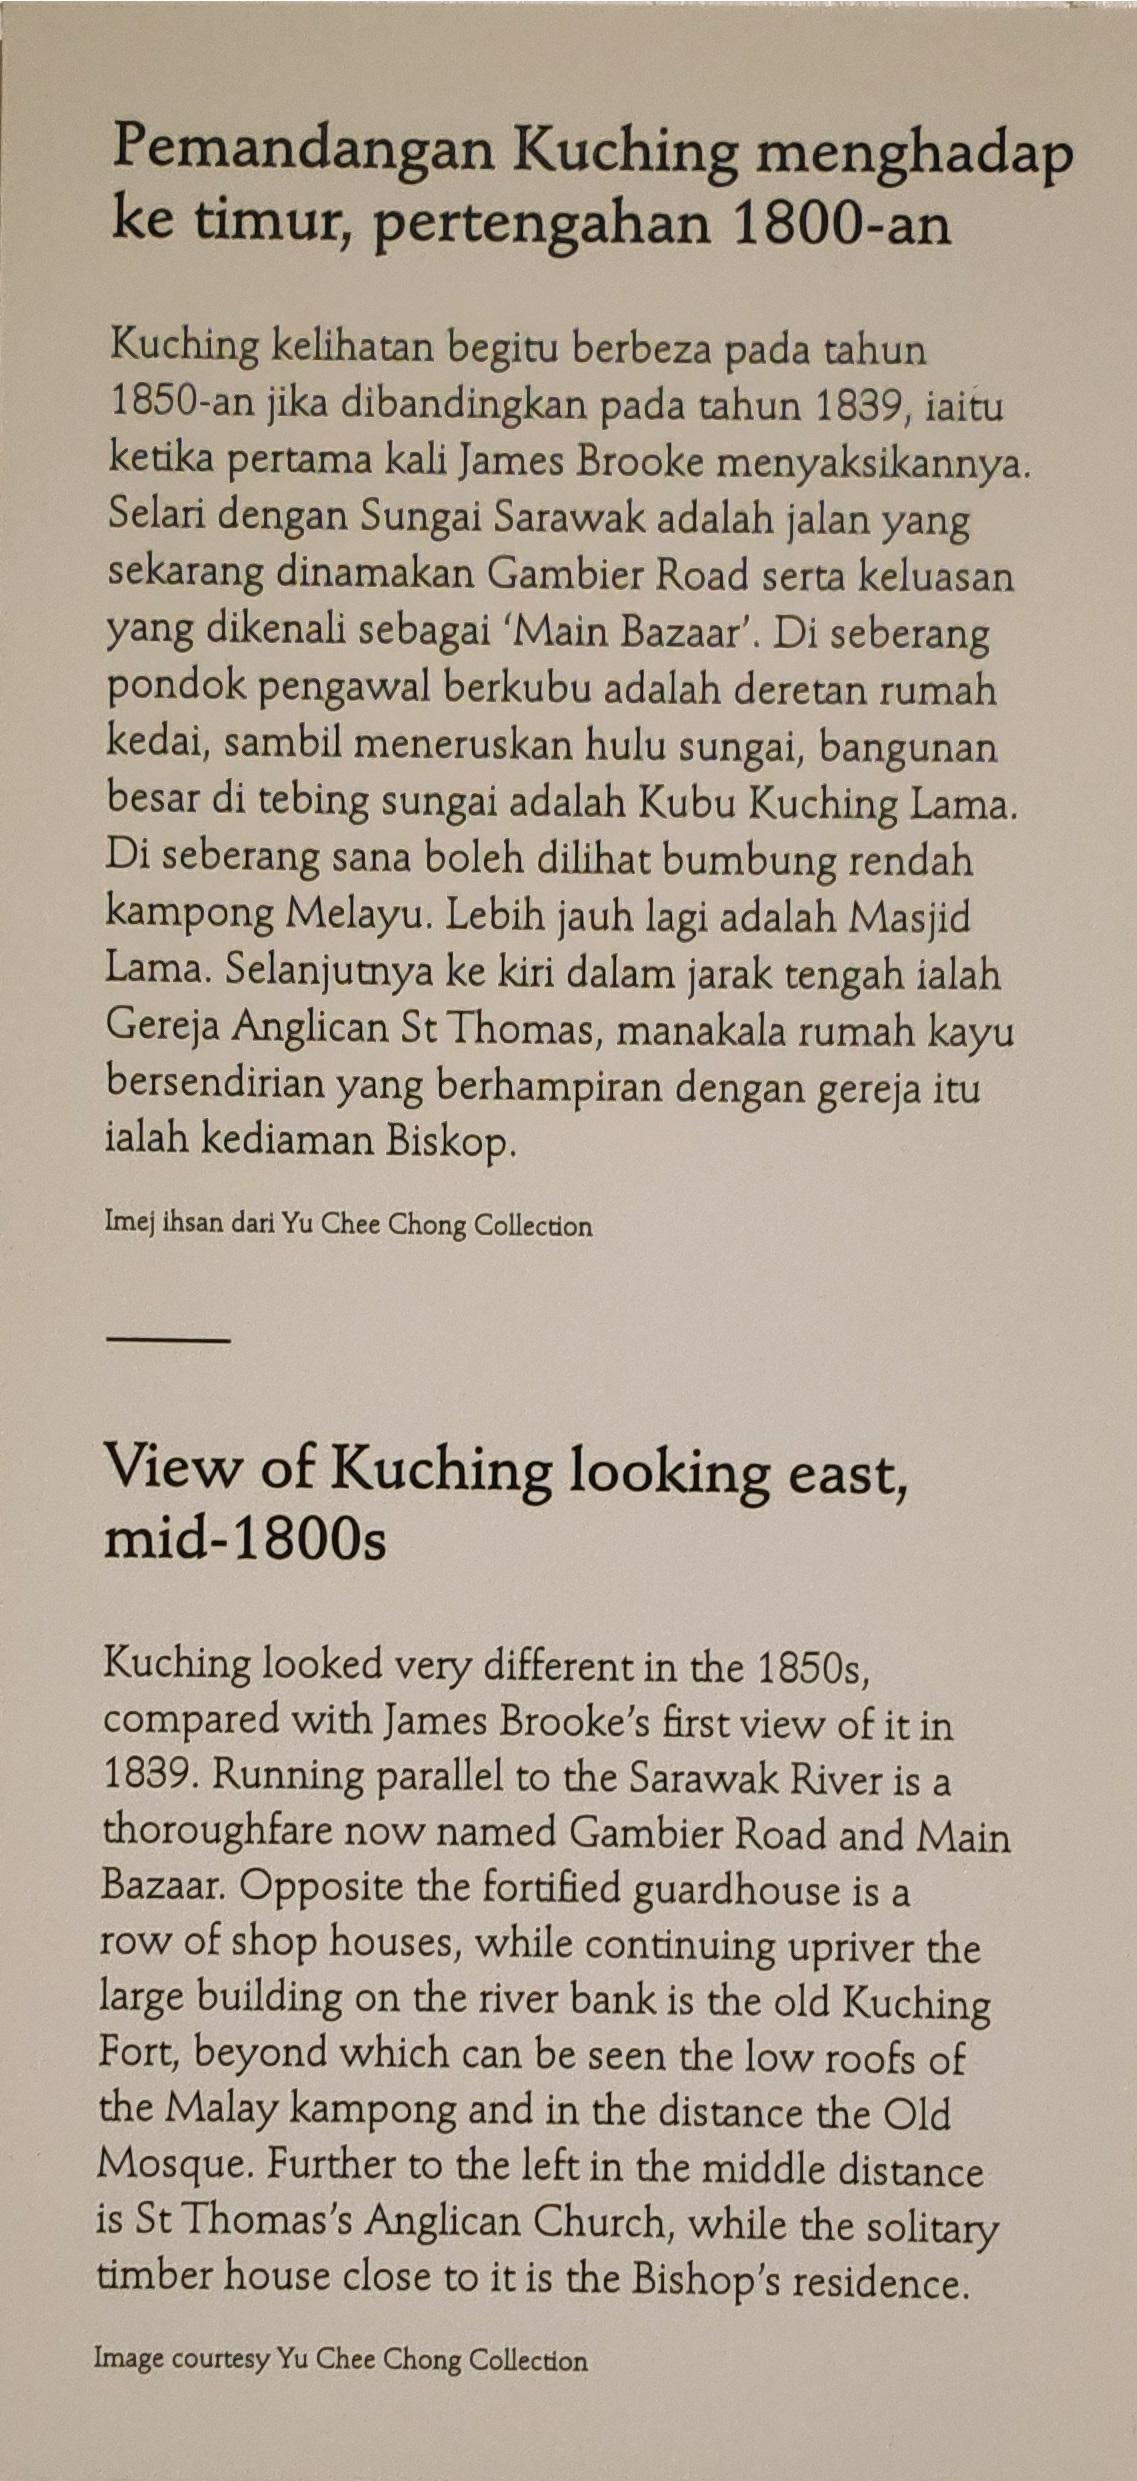 Pemandangan Kuching menghadap
ke timur, pertengahan 1800-an
Kuching kelihatan begitu berbeza pada tahun
1850-an jika dibandingkan pada tahun 1839, iaitu
ketika pertama kali James Brooke menyaksikannya.
Selari dengan Sungai Sarawak adalah jalan yang
sekarang dinamakan Gambier Road serta keluasan
yang dikenali sebagai ‘Main Bazaar’. Di seberang
pondok pengawal berkubu adalah deretan rumah
kedai, sambil meneruskan hulu sungai, bangunan
besar di tebing sungai adalah Kubu Kuching Lama.
Di seberang sana boleh dilihat bumbung rendah
kampong Melayu. Lebih jauh lagi adalah Masjid
Lama. Selanjutnya ke kiri dalam jarak tengah ialah
Gereja Anglican St Thomas, manakala rumah kayu
bersendirian yang berhampiran dengan gereja itu
ialah kediaman Biskop.
Imej ihsan dari Yu Chee Chong Collection
View of Kuching looking east,
mid-1800s
Kuching looked very different in the 1850s,
compared with James Brooke’s first view of it in
1839. Running parallel to the Sarawak River is a
thoroughfare now named Gambier Road and Main
Bazaar. Opposite the fortified guardhouse is a
row of shop houses, while continuing upriver the
large building on the river bank is the old Kuching
Fort, beyond which can be seen the low roofs of
the Malay kampong and in the distance the Old
Mosque. Further to the left in the middle distance
is St Thomas’s Anglican Church, while the solitary
timber house close to it is the Bishop’s residence.
Image courtesy Yu Chee Chong Collection